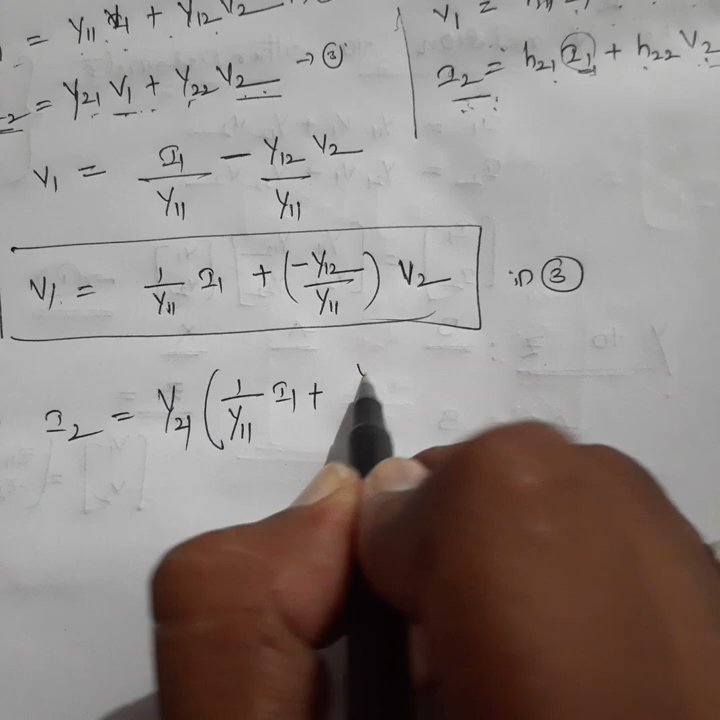 = Y11 V1 + Y12 V2
V1 =
= Y21 V1 + Y22 V2 → ③
I2 = h21 I1 + h22 V2
V1 = I1/Y11 - Y12 V2/Y11
V1 = 1/Y11 I1 + (-Y12/Y11) V2 in ③
I2 = Y21 (1/Y11 I1 +